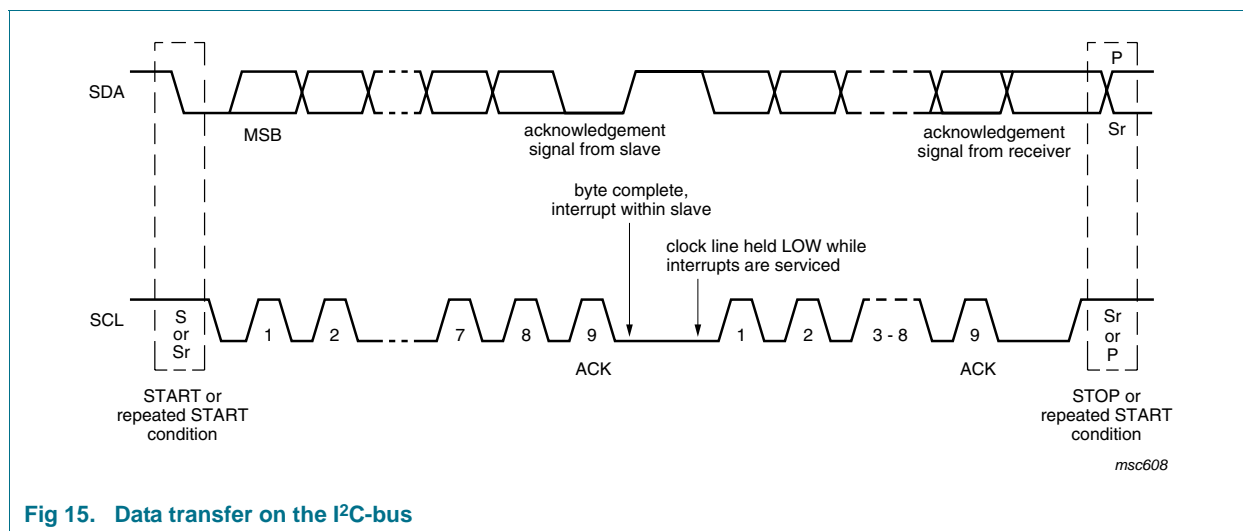 P
SDA
MSB
acknowledgement
signal from slave
acknowledgement
signal from receiver
Sr
byte complete,
interrupt within slave
clock line held LOW while
interrupts are serviced
SCL
S
or
Sr
1
2
7
8
9
1
2
3 - 8
9
Sr
or
P
ACK
ACK
START or
repeated START
condition
STOP or
repeated START
condition
msc608
Fig 15. Data transfer on the I²C-bus